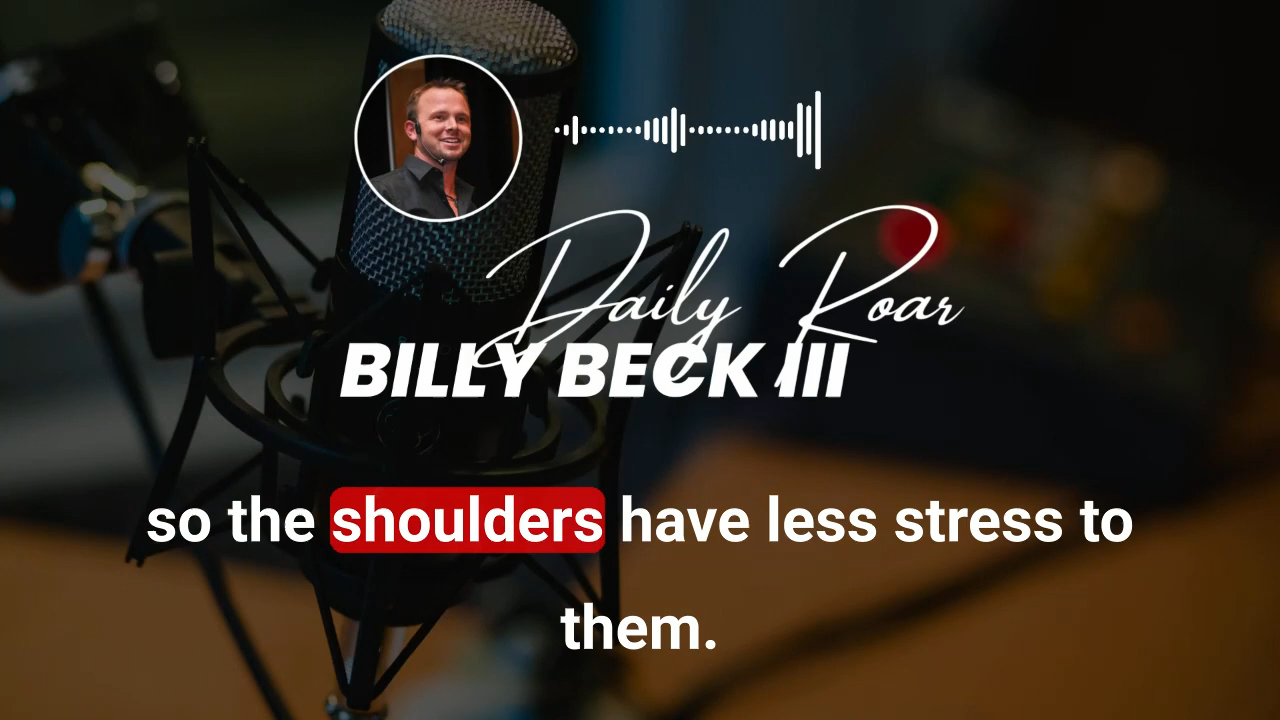 Daily Roar
BILLY BECK III
so the shoulders have less stress to
them.